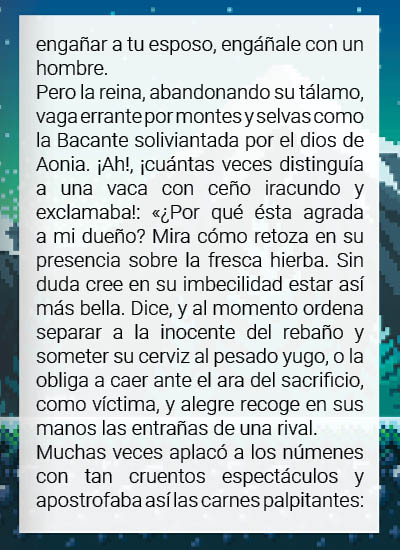 engañar a tu esposo, engáñale con un
hombre.
Pero la reina, abandonando su tálamo,
vaga errante por montes y selvas como
la Bacante soliviantada por el dios de
Aonia. ¡Ah!, ¡cuántas veces distinguía
a una vaca con ceño iracundo y
exclamaba!: «¿Por qué ésta agrada
a mi dueño? Mira cómo retoza en su
presencia sobre la fresca hierba. Sin
duda cree en su imbecilidad estar así
más bella. Dice, y al momento ordena
separar a la inocente del rebaño y
someter su cerviz al pesado yugo, o la
obliga a caer ante el ara del sacrificio,
como víctima, y alegre recoge en sus
manos las entrañas de una rival.
Muchas veces aplacó a los númenes
con tan cruentos espectáculos y
apostrofaba así las carnes palpitantes: